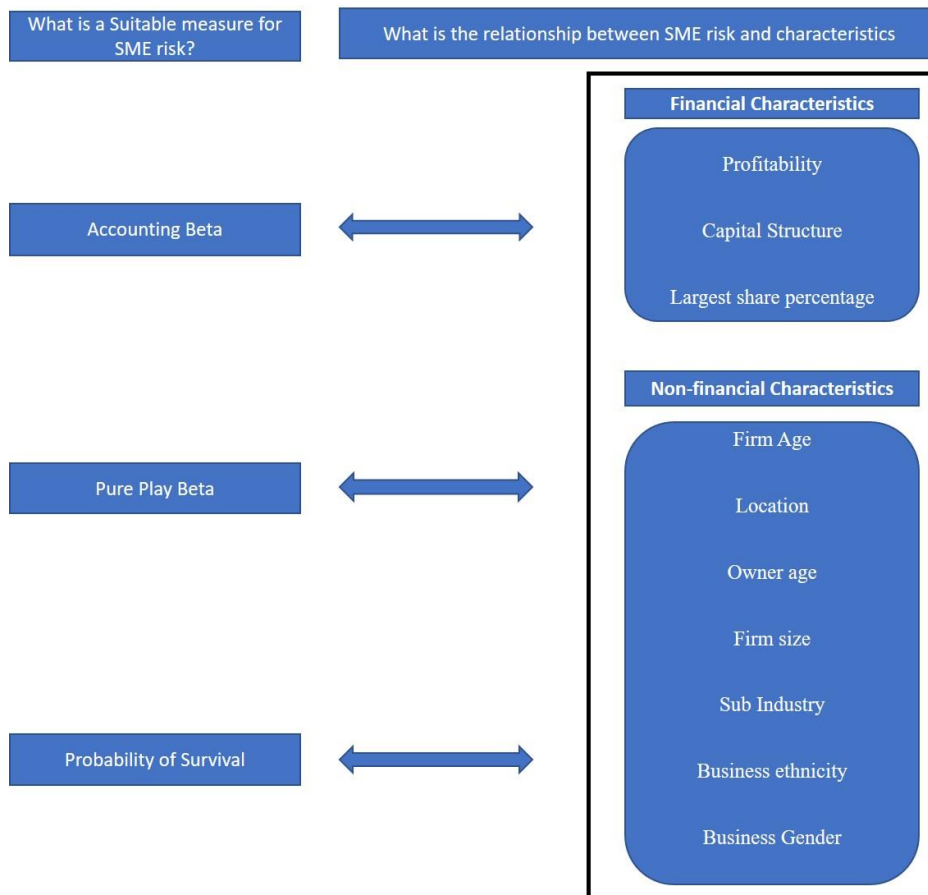 What is a Suitable measure for
SME risk?
What is the relationship between SME risk and characteristics
Financial Characteristics
Profitability
Accounting Beta
Capital Structure
Largest share percentage
Non-financial Characteristics
Firm Age
Pure Play Beta
Location
Owner age
Firm size
Sub Industry
Probability of Survival
Business ethnicity
Business Gender